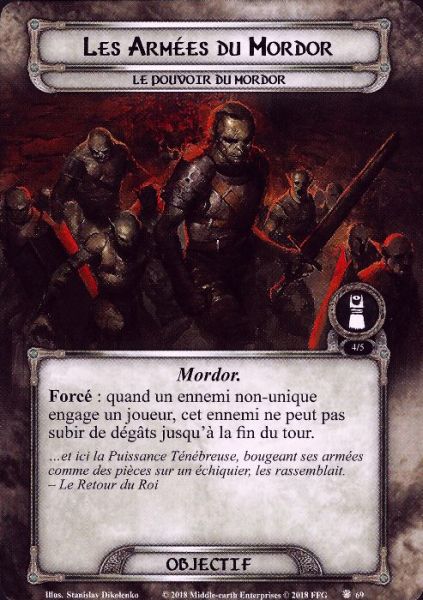 Les Armées du Mordor
LE POUVOIR DU MORDOR
4/5
Mordor.
Forcé : quand un ennemi non-unique
engage un joueur, cet ennemi ne peut pas
subir de dégâts jusqu'à la fin du tour.
…et ici la Puissance Ténébreuse, bougeant ses armées
comme des pièces sur un échiquier, les rassemblait.
– Le Retour du Roi
OBJECTIF
Illus. Stanislav Dikolenko
© 2018 Middle-earth Enterprises © 2018 FFG
69